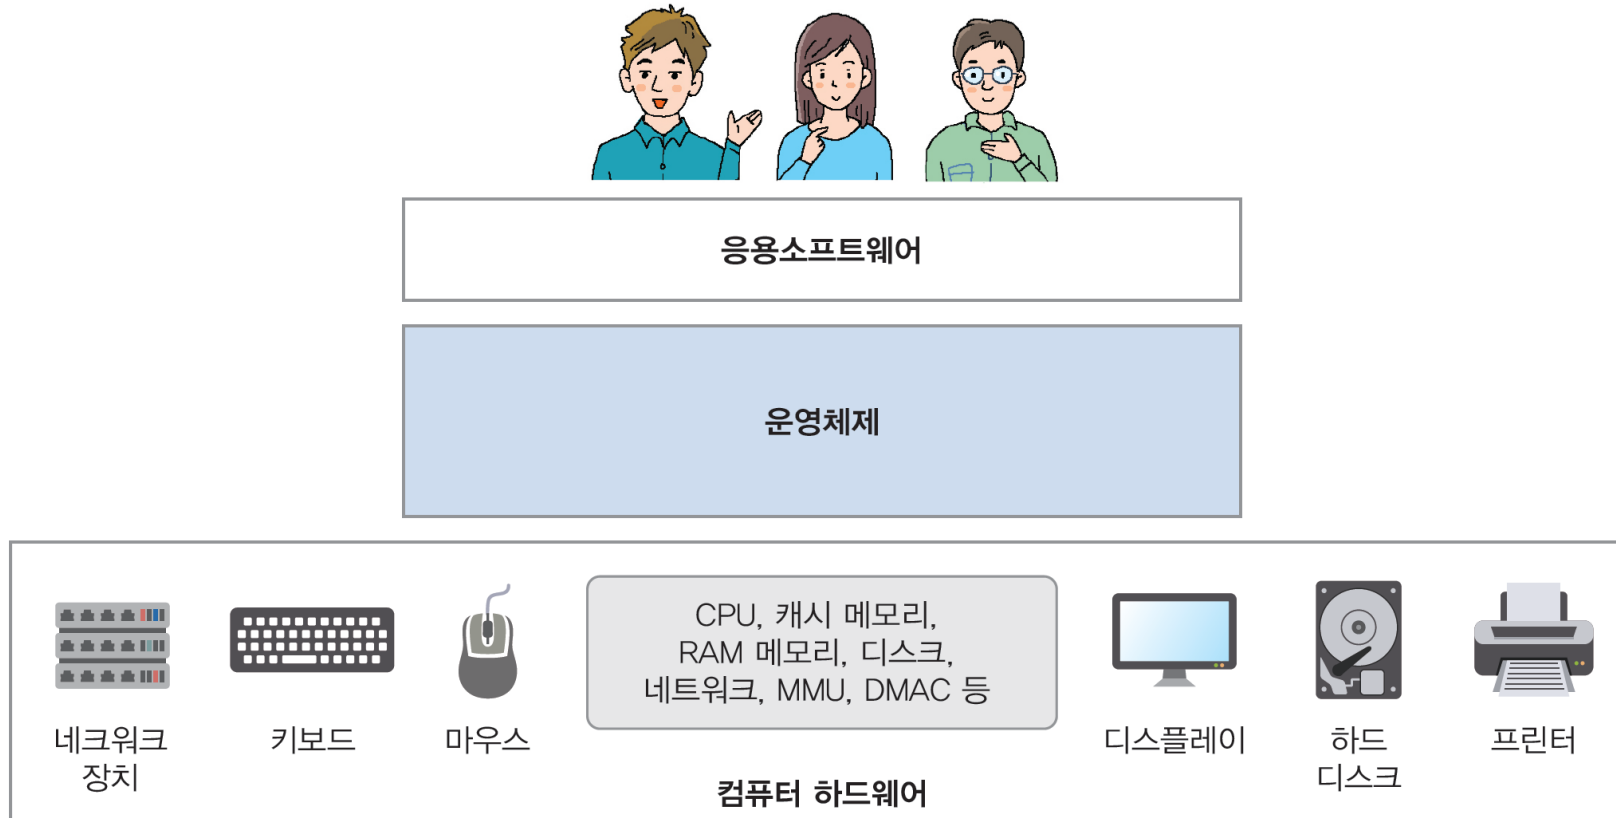 응용소프트웨어
운영체제
CPU, 캐시 메모리,
RAM 메모리, 디스크,
네트워크, MMU, DMAC 등
네크워크
장치
키보드
마우스
디스플레이
하드
디스크
프린터
컴퓨터 하드웨어